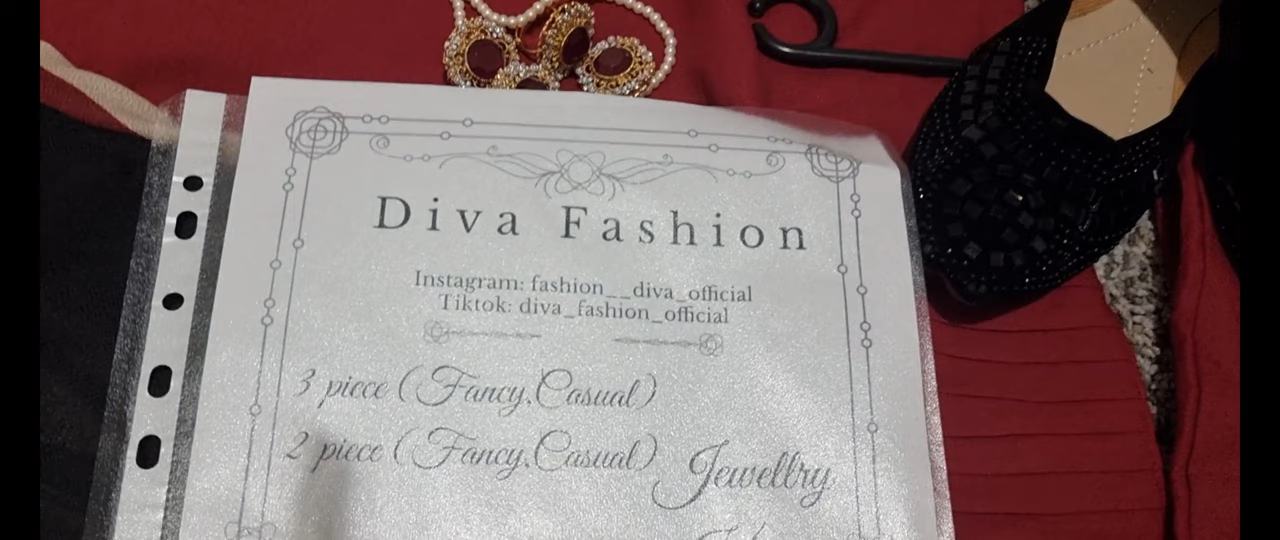 Diva Fashion
Instagram: fashion__diva_official
Tiktok: diva_fashion_official
3 piece (Fancy,Casual)
2 piece (Fancy,Casual)
Jewellry